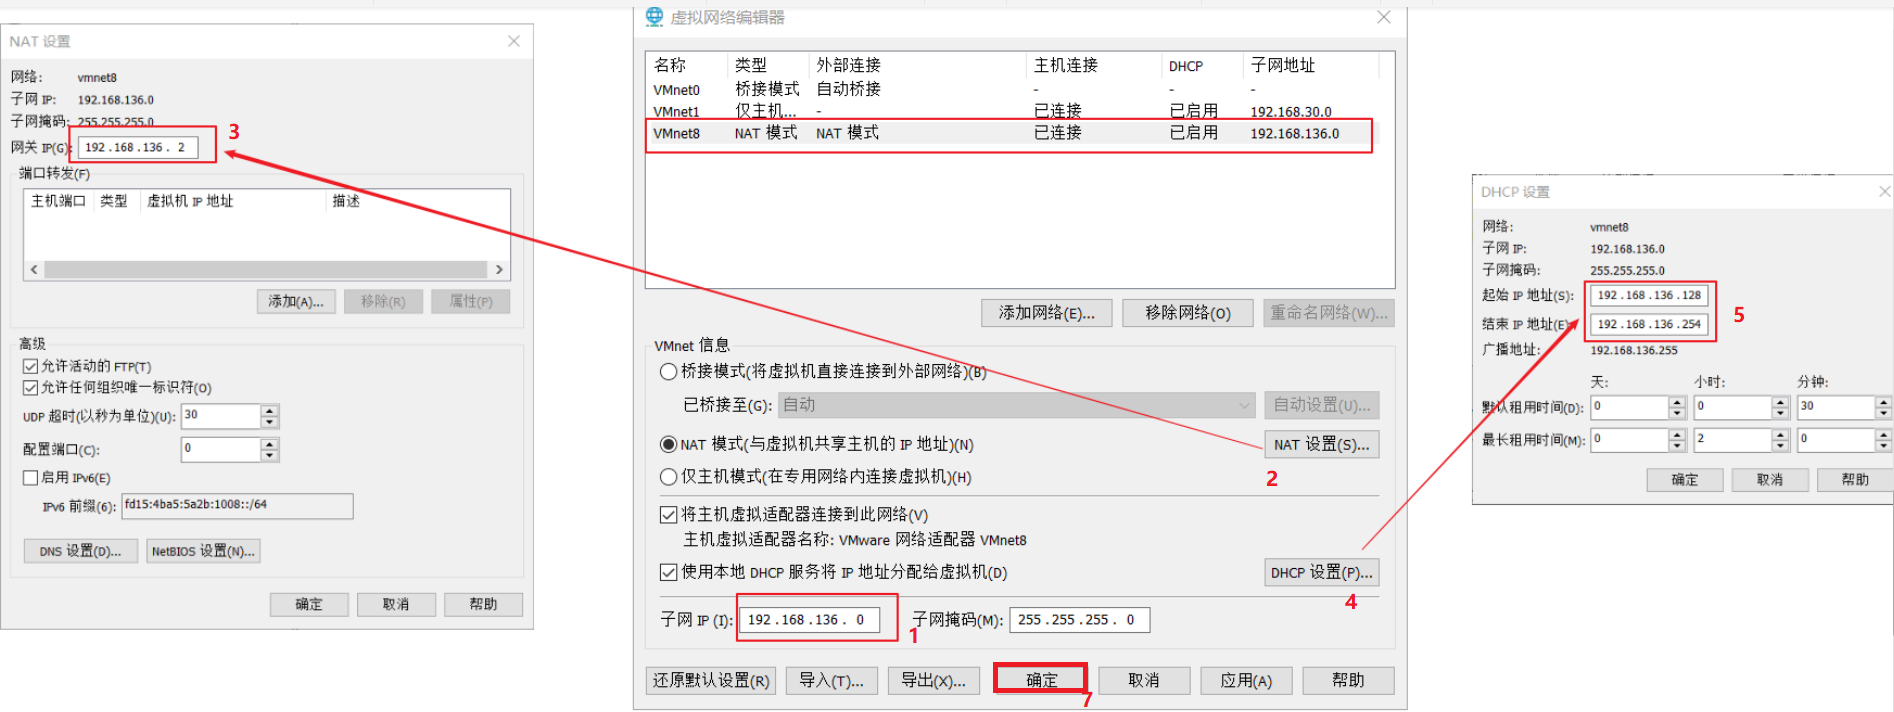 NAT 设置
网络: vmnet8
子网 IP: 192.168.136.0
子网掩码: 255.255.255.0
网关 IP(G): 192.168.136. 2
3
端口转发(F)
主机端口 类型 虚拟机 IP 地址 描述
添加(A)... 移除(R) 属性(P)
高级
允许活动的 FTP(T)
允许任何组织唯一标识符(O)
UDP 超时(以秒为单位)(U): 30
配置端口(C): 0
启用 IPv6(E)
IPv6 前缀(6): fd15:4ba5:5a2b:1008::/64
DNS 设置(D)... NetBIOS 设置(N)...
确定 取消 帮助
虚拟网络编辑器
名称 类型 外部连接 主机连接 DHCP 子网地址
VMnet0 桥接模式 自动桥接 - - -
VMnet1 仅主机... - 已连接 已启用 192.168.30.0
VMnet8 NAT 模式 NAT 模式 已连接 已启用 192.168.136.0
添加网络(E)... 移除网络(O) 重命名网络(W)...
VMnet 信息
桥接模式(将虚拟机直接连接到外部网络)(B)
已桥接至(G): 自动 自动设置(U)...
NAT 模式(与虚拟机共享主机的 IP 地址)(N) NAT 设置(S)...
2
仅主机模式(在专用网络内连接虚拟机)(H)
将主机虚拟适配器连接到此网络(V)
主机虚拟适配器名称: VMware 网络适配器 VMnet8
使用本地 DHCP 服务将 IP 地址分配给虚拟机(D) DHCP 设置(P)...
4
子网 IP (I): 192.168.136. 0 子网掩码(M): 255.255.255. 0
1
还原默认设置(R) 导入(T)... 导出(X)... 确定 取消 应用(A) 帮助
7
DHCP 设置
网络: vmnet8
子网 IP: 192.168.136.0
子网掩码: 255.255.255.0
起始 IP 地址(S): 192.168.136.128
5
结束 IP 地址(E) 192.168.136.254
广播地址: 192.168.136.255
天: 小时: 分钟:
默认租用时间(D): 0 0 30
最长租用时间(M): 0 2 0
确定 取消 帮助